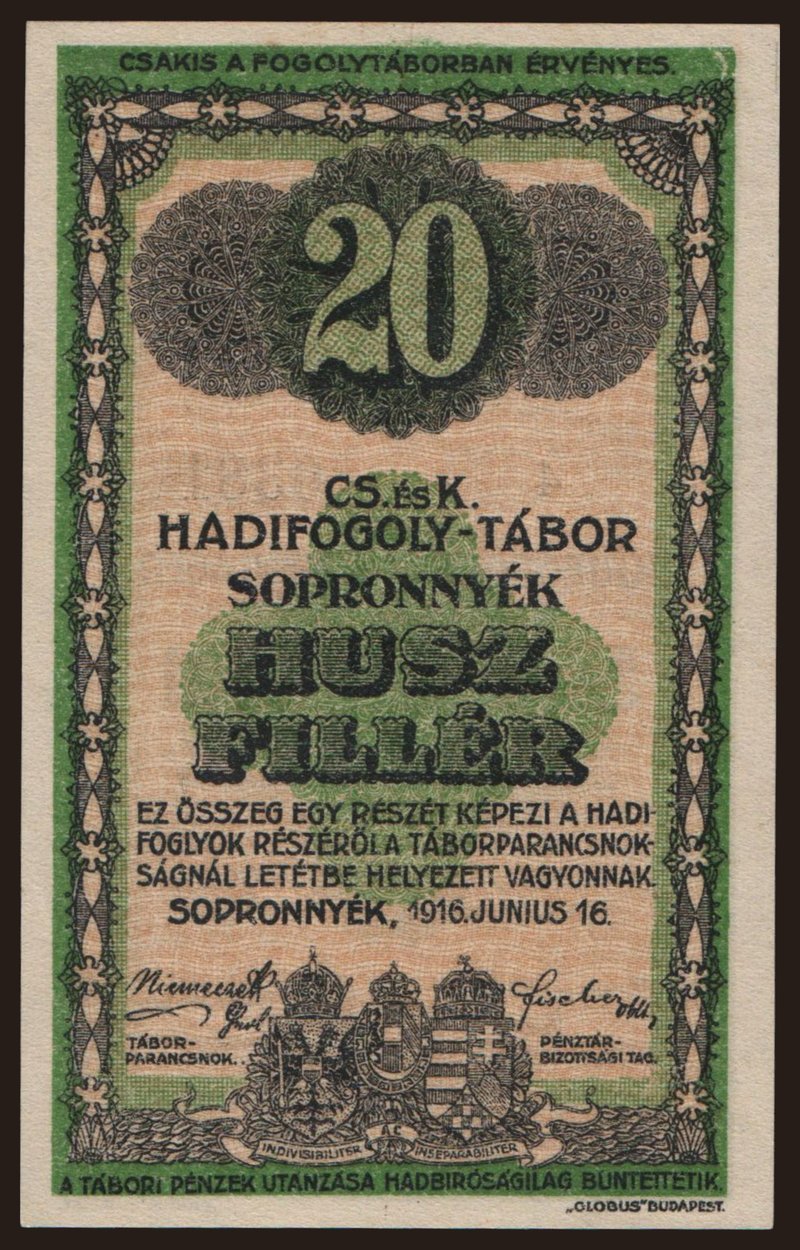 CSAKIS A FOGOLYTÁBORBAN ÉRVÉNYES.
20
CS. ÉS K.
HADIFOGOLY-TÁBOR
SOPRONNYÉK
HUSZ
FILLÉR
EZ ÖSSZEG EGY RÉSZÉT KÉPEZI A HADI-
FOGLYOK RÉSZÉRŐL A TÁBORPARANCSNOK-
SÁGNÁL LETÉTBE HELYEZETT VAGYONNAK.
SOPRONNYÉK, 1916. JUNIUS 16.
Fischer
TÁBOR-
PARANCSNOK.
PÉNZTÁR-
BIZOTTSÁGI TAG.
INDIVISIBILITER AC INSEPARABILITER
A TÁBORI PÉNZEK UTÁNZÁSA HADBIRÓSÁGILAG BÜNTETTETIK.
„GLOBUS" BUDAPEST.